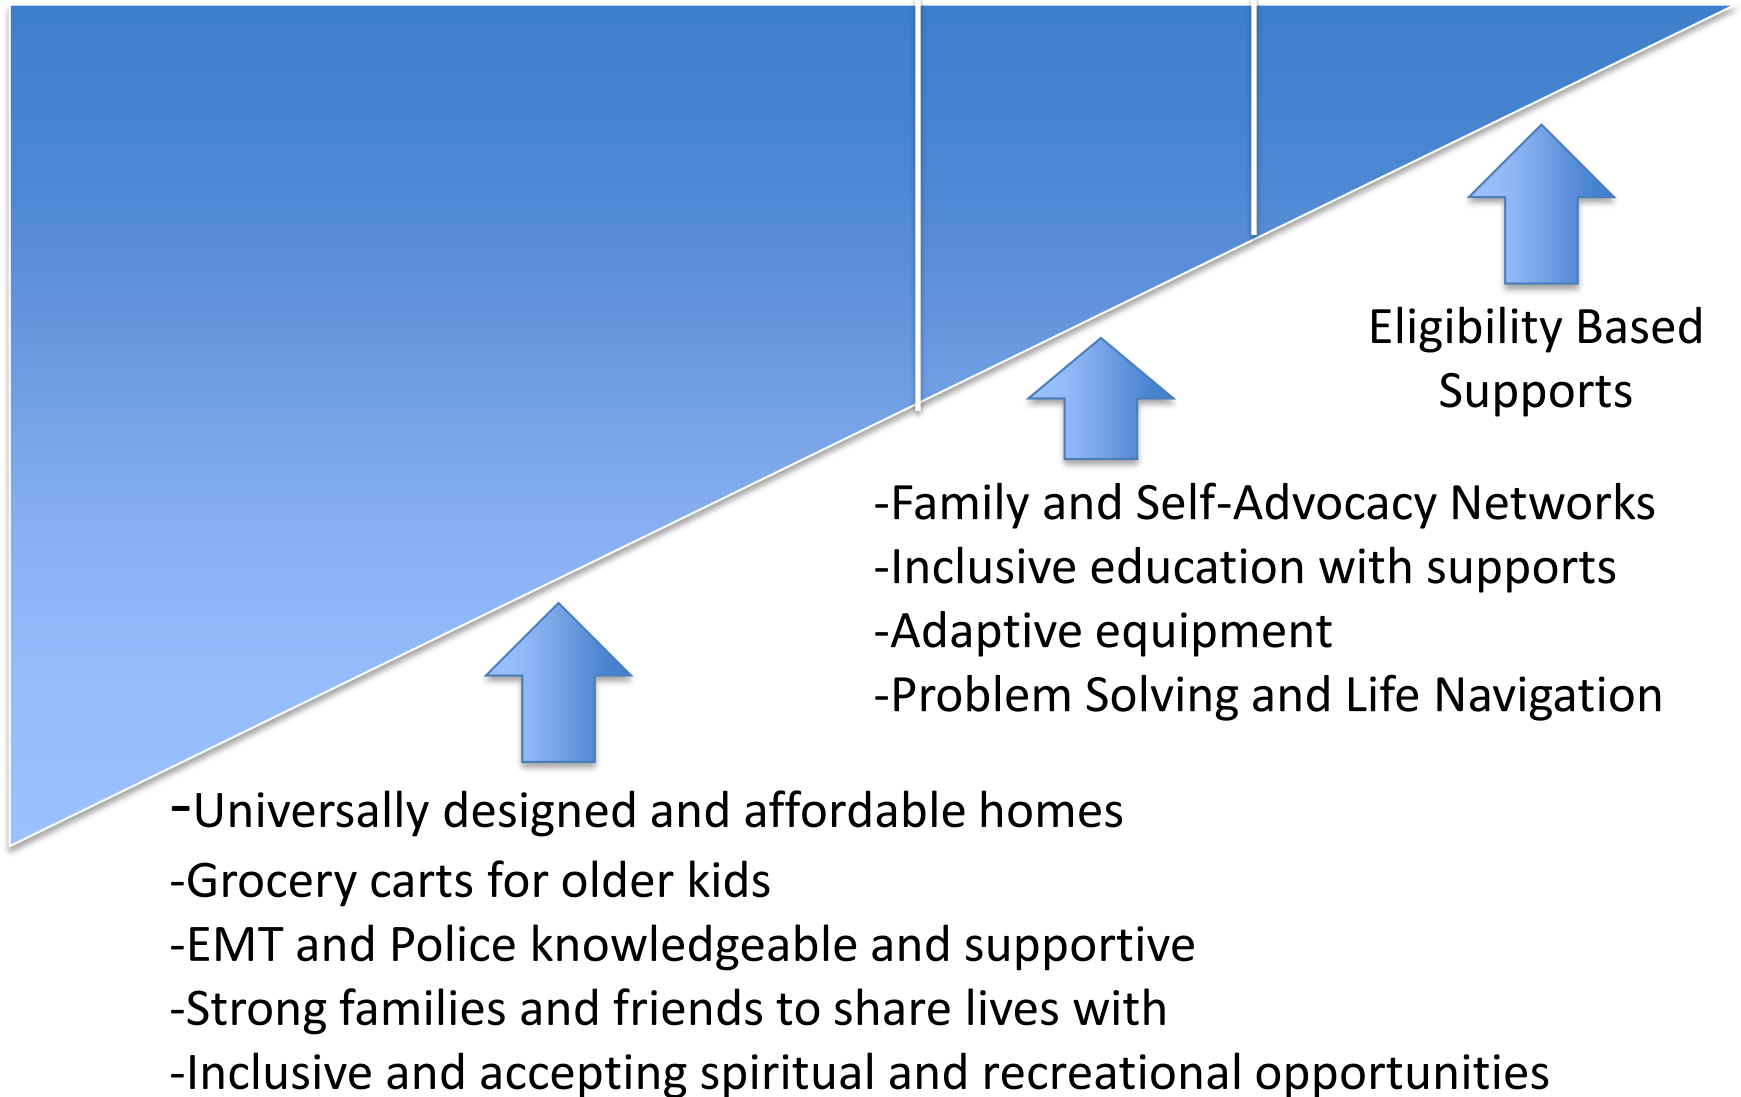 Eligibility Based
Supports
-Family and Self-Advocacy Networks
-Inclusive education with supports
-Adaptive equipment
-Problem Solving and Life Navigation
-Universally designed and affordable homes
-Grocery carts for older kids
-EMT and Police knowledgeable and supportive
-Strong families and friends to share lives with
-Inclusive and accepting spiritual and recreational opportunities